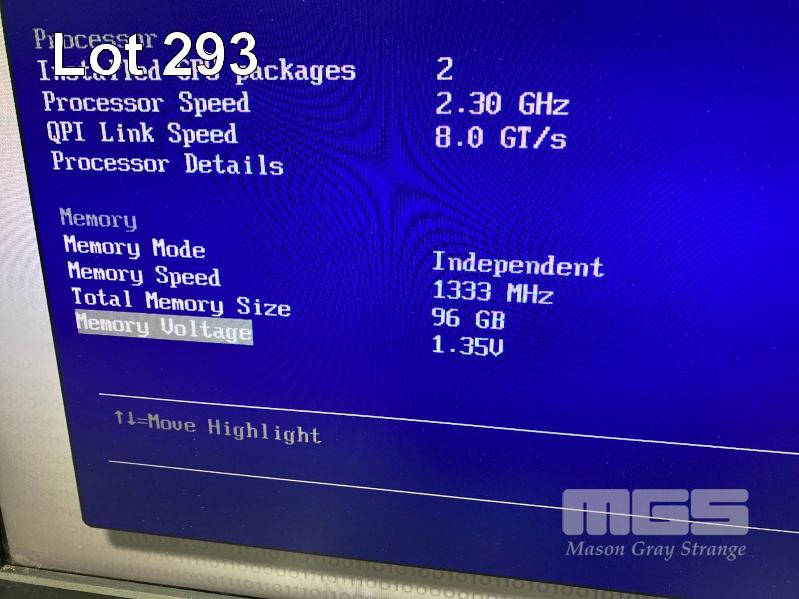 Processor
Lot 293
Installed CPU packages 2
Processor Speed 2.30 GHz
QPI Link Speed 8.0 GT/s
Processor Details
Memory
Memory Mode Independent
Memory Speed 1333 MHz
Total Memory Size 96 GB
Memory Voltage 1.35V
↑↓=Move Highlight
MGS
Mason Gray Strange